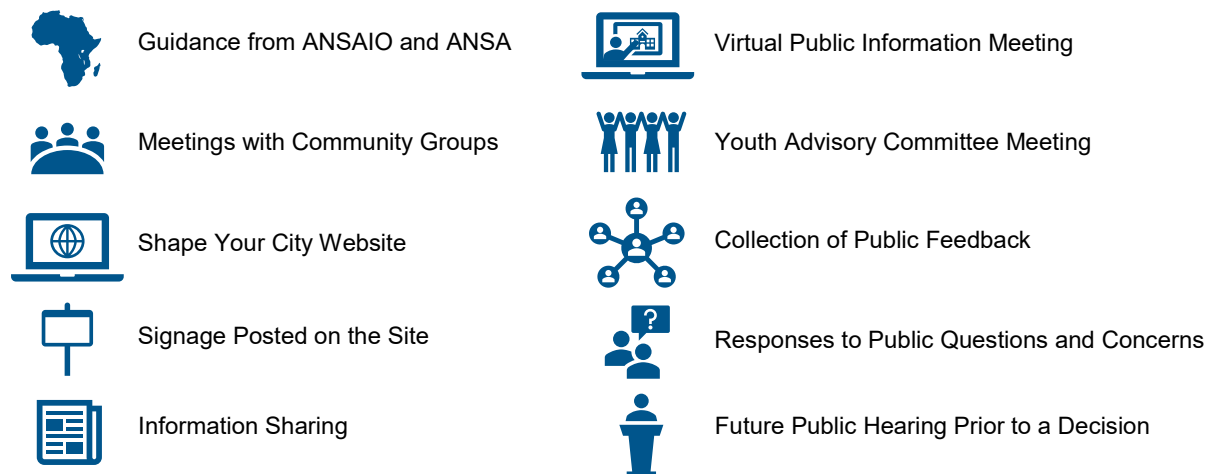 Guidance from ANSAIO and ANSA
Meetings with Community Groups
Shape Your City Website
Signage Posted on the Site
Information Sharing
Virtual Public Information Meeting
Youth Advisory Committee Meeting
Collection of Public Feedback
?
Responses to Public Questions and Concerns
Future Public Hearing Prior to a Decision